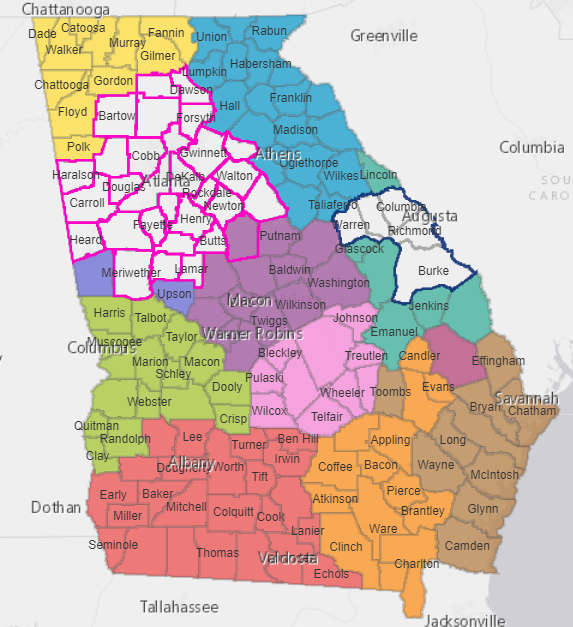 Chattanooga
Dade
Catoosa
Fannin
Walker
Murray
Gilmer
Union
Rabun
Greenville
Chattooga
Gordon
Lumpkin
Habersham
Dawson
Floyd
Bartow
Hall
Franklin
Forsyth
Madison
Polk
Cobb
Gwinnett
Athens
Columbia
Haralson
Douglas
Atlanta
DeKalb
Walton
Oglethorpe
Wilkes
Lincoln
SOU
CARO
Carroll
Rockdale
Newton
Taliaferro
Columbia
Augusta
Heard
Fayette
Henry
Butts
Putnam
Warren
Richmond
Glascock
Meriwether
Lamar
Baldwin
Washington
Burke
Upson
Macon
Wilkinson
Jenkins
Harris
Talbot
Twiggs
Johnson
Emanuel
Muscogee
Columbus
Taylor
Warner Robins
Marion
Macon
Bleckley
Treutlen
Candler
Effingham
Schley
Pulaski
Dooly
Wheeler
Toombs
Evans
Savannah
Webster
Wilcox
Telfair
Bryan
Chatham
Quitman
Crisp
Randolph
Lee
Turner
Ben Hill
Appling
Long
Clay
Albany
Dougherty
Worth
Irwin
Coffee
Bacon
Wayne
McIntosh
Tift
Early
Baker
Mitchell
Atkinson
Pierce
Dothan
Miller
Colquitt
Cook
Brantley
Glynn
Lanier
Ware
Seminole
Thomas
Valdosta
Clinch
Camden
Echols
Charlton
Tallahassee
Jacksonville